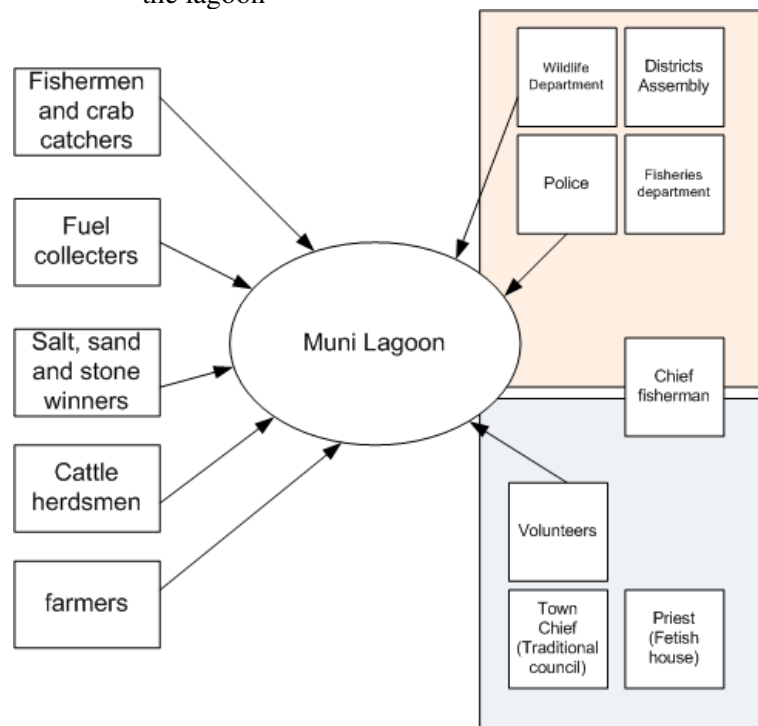 the lagoon
Fishermen
and crab
catchers
Fuel
collecters
Salt, sand
and stone
winners
Cattle
herdsmen
farmers
Muni Lagoon
Wildlife
Department
Districts
Assembly
Police
Fisheries
department
Chief
fisherman
Volunteers
Town
Chief
(Traditional
council)
Priest
(Fetish
house)